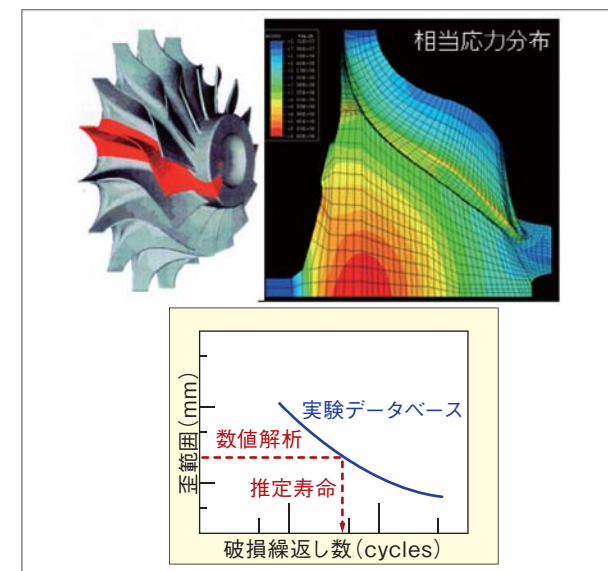 相当応力分布
歪範囲(mm)
実験データベース
数値解析
推定寿命
破損繰返し数(cycles)